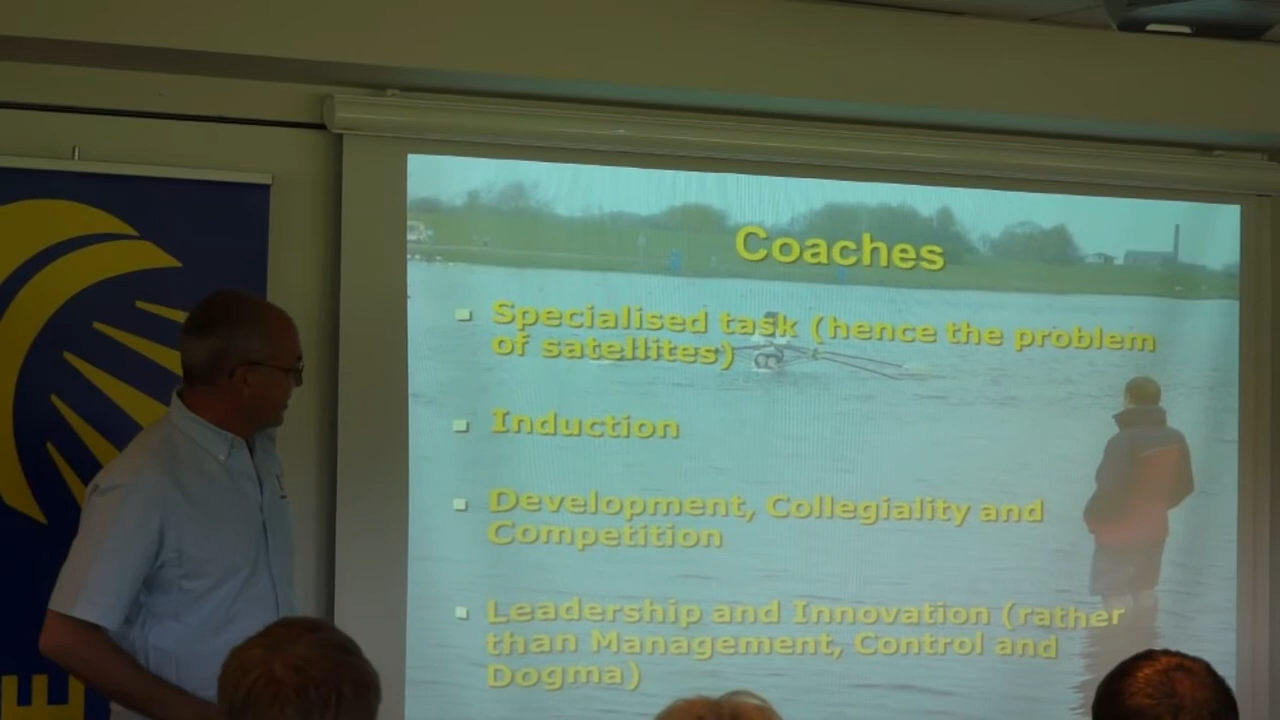 Coaches
Specialised task (hence the problem
of satellites)
Induction
Development, Collegiality and
Competition
Leadership and Innovation (rather
than Management, Control and
Dogma)
E